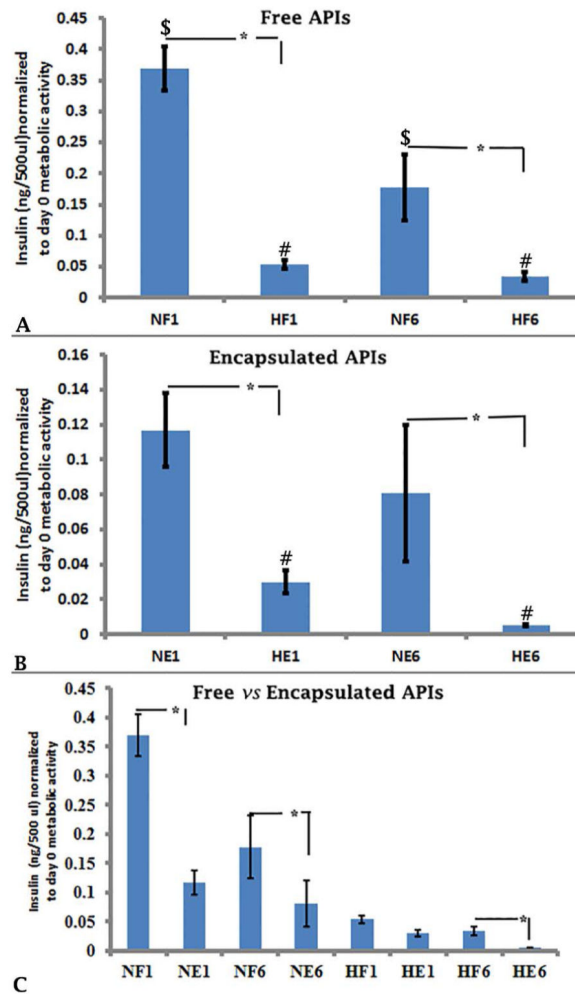 Free APIs
Insulin (ng/500ul)normalized
to day 0 metabolic activity
0.45
0.4
0.35
0.3
0.25
0.2
0.15
0.1
0.05
0
$
*
#
$
*
#
NF1 HF1 NF6 HF6
A
Encapsulated APIs
Insulin (ng/500ul)normalized
to day 0 metabolic activity
0.16
0.14
0.12
0.1
0.08
0.06
0.04
0.02
0
*
#
*
#
NE1 HE1 NE6 HE6
B
Free vs Encapsulated APIs
Insulin (ng/500 ul) normalized
to day 0 metabolic activity
0.45
0.4
0.35
0.3
0.25
0.2
0.15
0.1
0.05
0
*
*
*
NF1 NE1 NF6 NE6 HF1 HE1 HF6 HE6
C